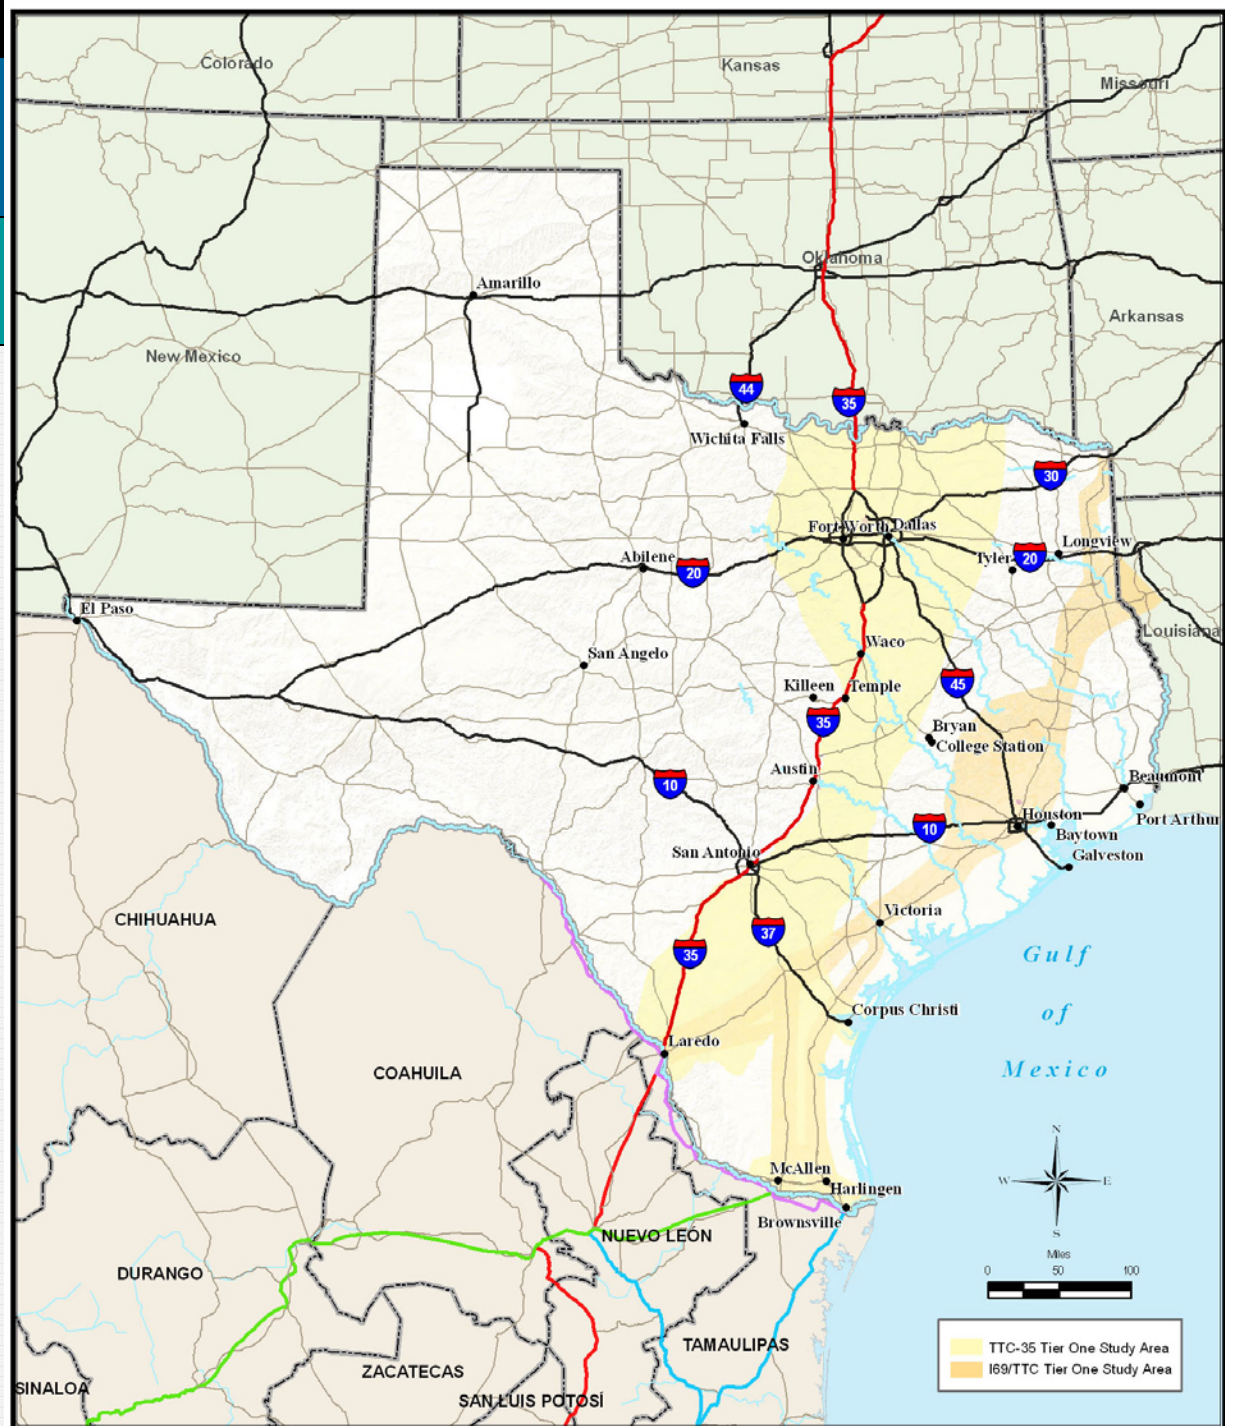 Colorado
Kansas
Missouri
Oklahoma
Amarillo
Arkansas
New Mexico
44
35
Wichita Falls
30
Fort Worth
Dallas
Longview
Abilene
20
Tyler
20
El Paso
Louisiana
Waco
San Angelo
Killeen
Temple
45
35
Bryan
College Station
Austin
10
Beaumont
Houston
Port Arthur
10
Baytown
San Antonio
Galveston
CHIHUAHUA
Victoria
37
35
Gulf
of
Mexico
Corpus Christi
Laredo
COAHUILA
N
W
E
S
McAllen
Harlingen
Brownsville
NUEVO LEÓN
Miles
0 50 100
DURANGO
TAMAULIPAS
TTC-35 Tier One Study Area
I69/TTC Tier One Study Area
ZACATECAS
SINALOA
SAN LUIS POTOSÍ